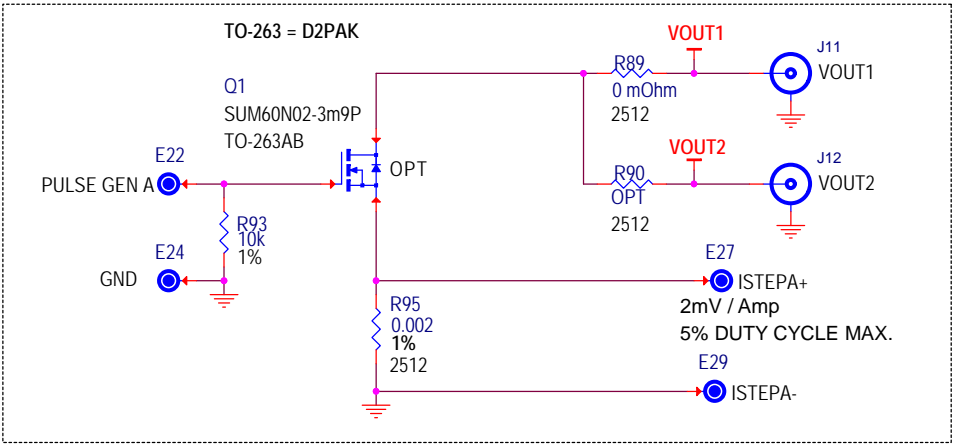 TO-263 = D2PAK
Q1
SUM60N02-3m9P
TO-263AB
OPT
E22
PULSE GEN A
R93
10k
1%
E24
GND
R95
0.002
1%
2512
VOUT1
R89
0 mOhm
2512
J11
VOUT1
VOUT2
R90
OPT
2512
J12
VOUT2
E27
ISTEPA+
2mV / Amp
5% DUTY CYCLE MAX.
E29
ISTEPA-